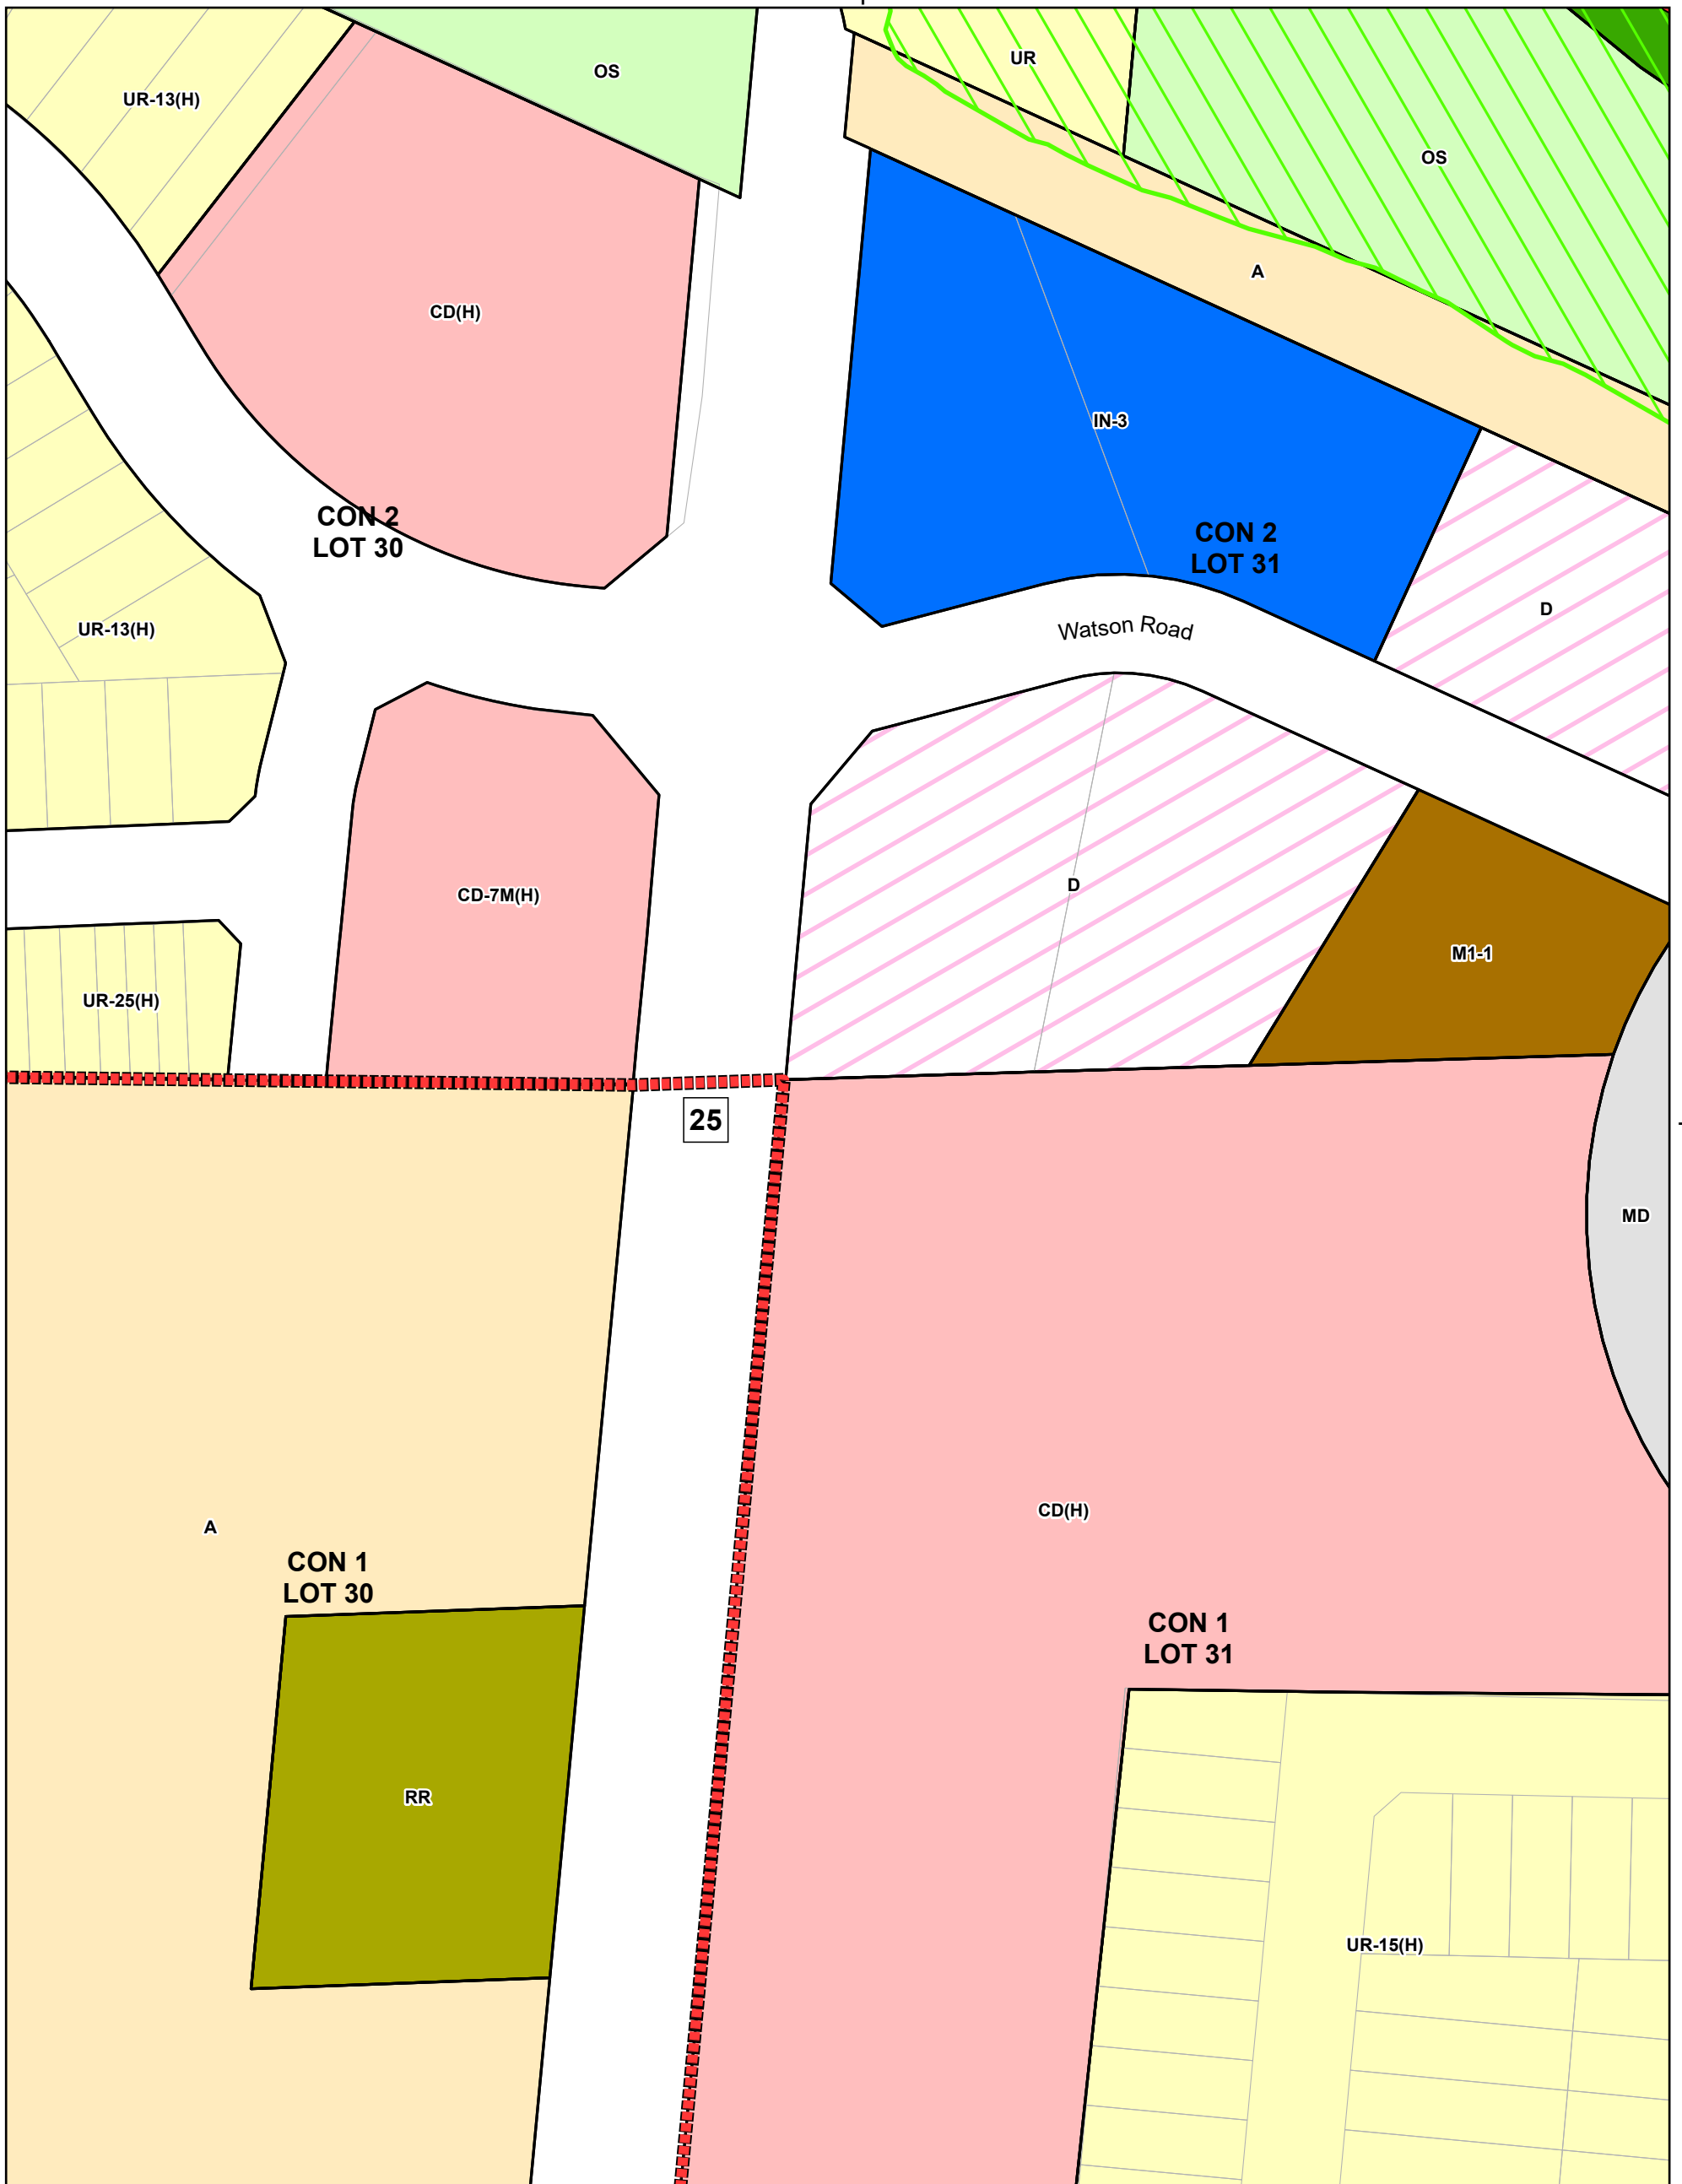 OS
UR
UR-13(H)
OS
A
CD(H)
IN-3
CON 2
LOT 30
CON 2
LOT 31
D
Watson Road
UR-13(H)
D
CD-7M(H)
M1-1
UR-25(H)
25
MD
CD(H)
A
CON 1
LOT 30
CON 1
LOT 31
RR
UR-15(H)